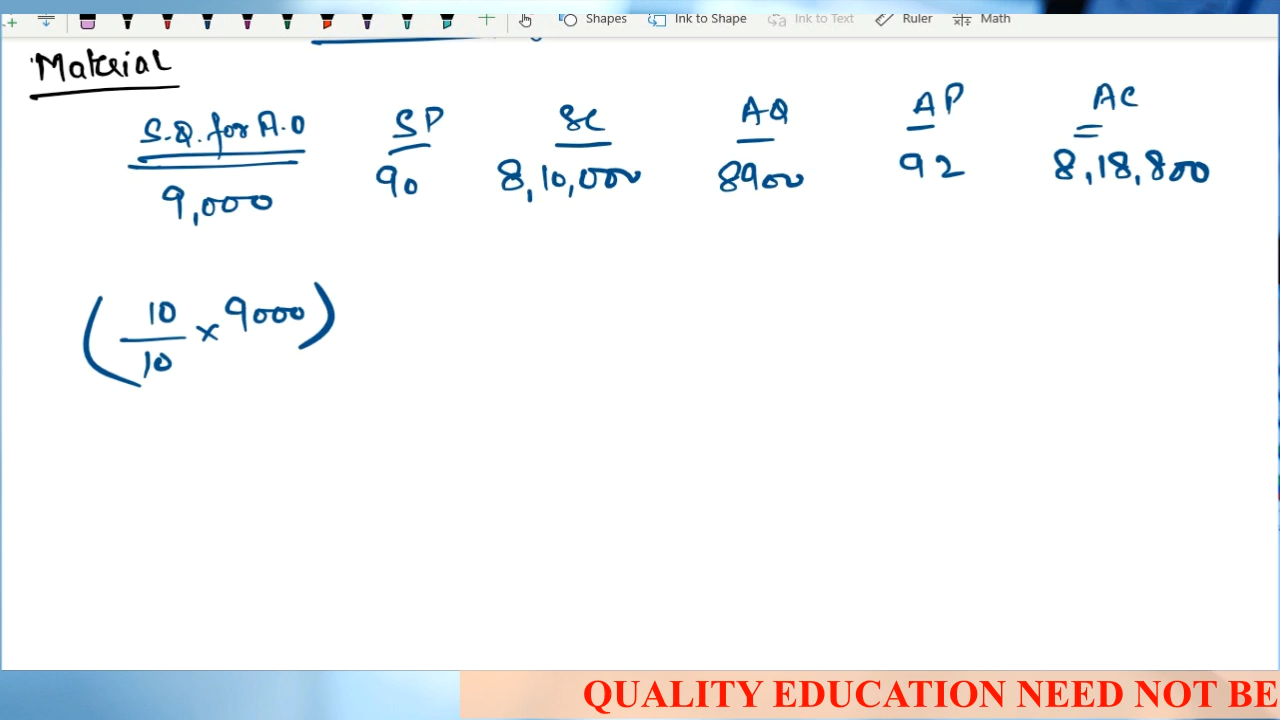 Shapes Ink to Shape Ink to Text Ruler Math
Material
S.Q. for A.O SP SC AQ AP AC
9,000 90 8,10,000 8900 92 8,18,800
(10/10 × 9000)
QUALITY EDUCATION NEED NOT BE